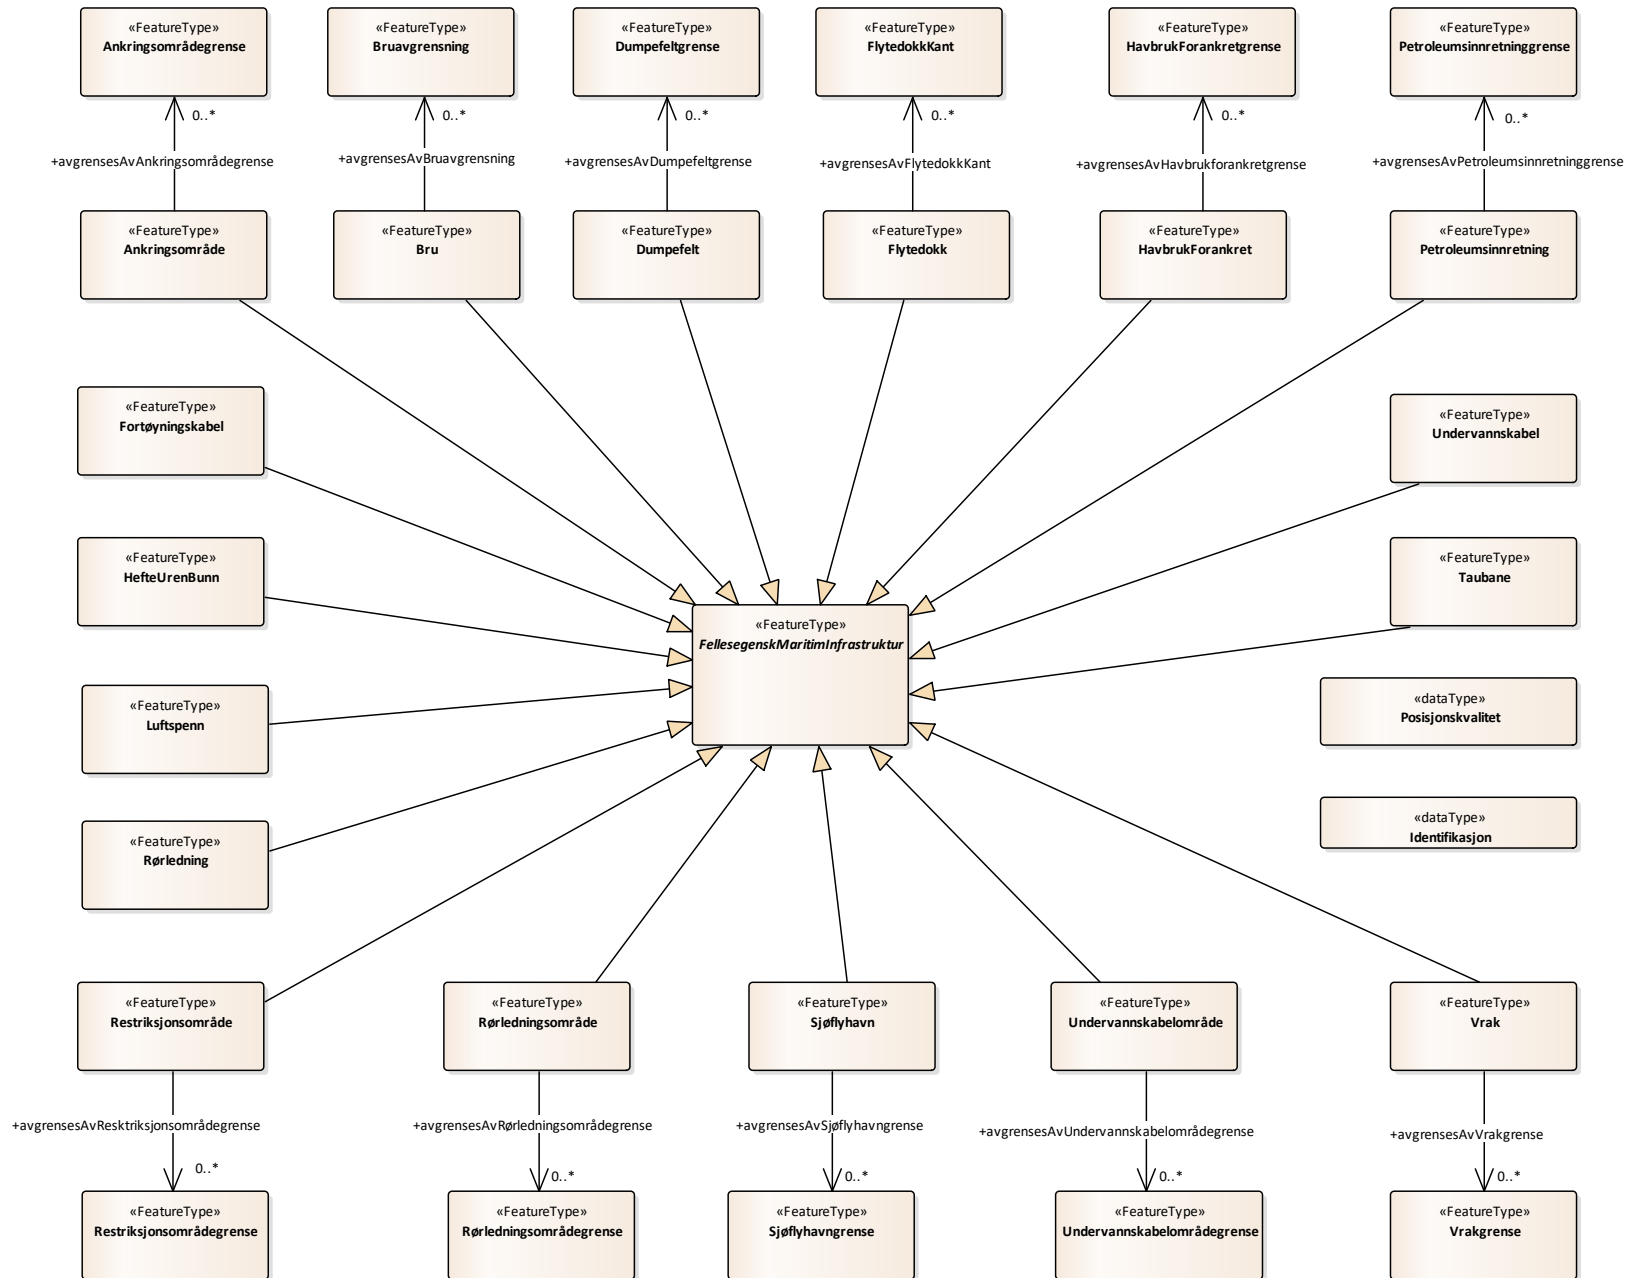 «FeatureType»
Ankringsområdegrense
«FeatureType»
Bruavgrensning
«FeatureType»
Dumpefeltgrense
«FeatureType»
FlytedokkKant
«FeatureType»
HavbrukForankretgrense
«FeatureType»
Petroleumsinnretninggrense
0..*
0..*
0..*
0..*
0..*
0..*
+avgrensesAvAnkringsområdegrense
+avgrensesAvBruavgrensning
+avgrensesAvDumpefeltgrense
+avgrensesAvFlytedokkKant
+avgrensesAvHavbrukforankretgrense
+avgrensesAvPetroleumsinnretninggrense
«FeatureType»
Ankringsområde
«FeatureType»
Bru
«FeatureType»
Dumpefelt
«FeatureType»
Flytedokk
«FeatureType»
HavbrukForankret
«FeatureType»
Petroleumsinnretning
«FeatureType»
Fortøyningskabel
«FeatureType»
Undervannskabel
«FeatureType»
HefteUrenBunn
«FeatureType»
Taubane
«FeatureType»
FellesegenskMaritimInfrastruktur
«FeatureType»
Luftspenn
«dataType»
Posisjonskvalitet
«FeatureType»
Rørledning
«dataType»
Identifikasjon
«FeatureType»
Restriksjonsområde
«FeatureType»
Rørledningsområde
«FeatureType»
Sjøflyhavn
«FeatureType»
Undervannskabelområde
«FeatureType»
Vrak
+avgrensesAvResktriksjonsområdegrense
+avgrensesAvRørledningsområdegrense
+avgrensesAvSjøflyhavngrense
+avgrensesAvUndervannskabelområdegrense
+avgrensesAvVrakgrense
0..*
0..*
0..*
0..*
0..*
«FeatureType»
Restriksjonsområdegrense
«FeatureType»
Rørledningsområdegrense
«FeatureType»
Sjøflyhavngrense
«FeatureType»
Undervannskabelområdegrense
«FeatureType»
Vrakgrense